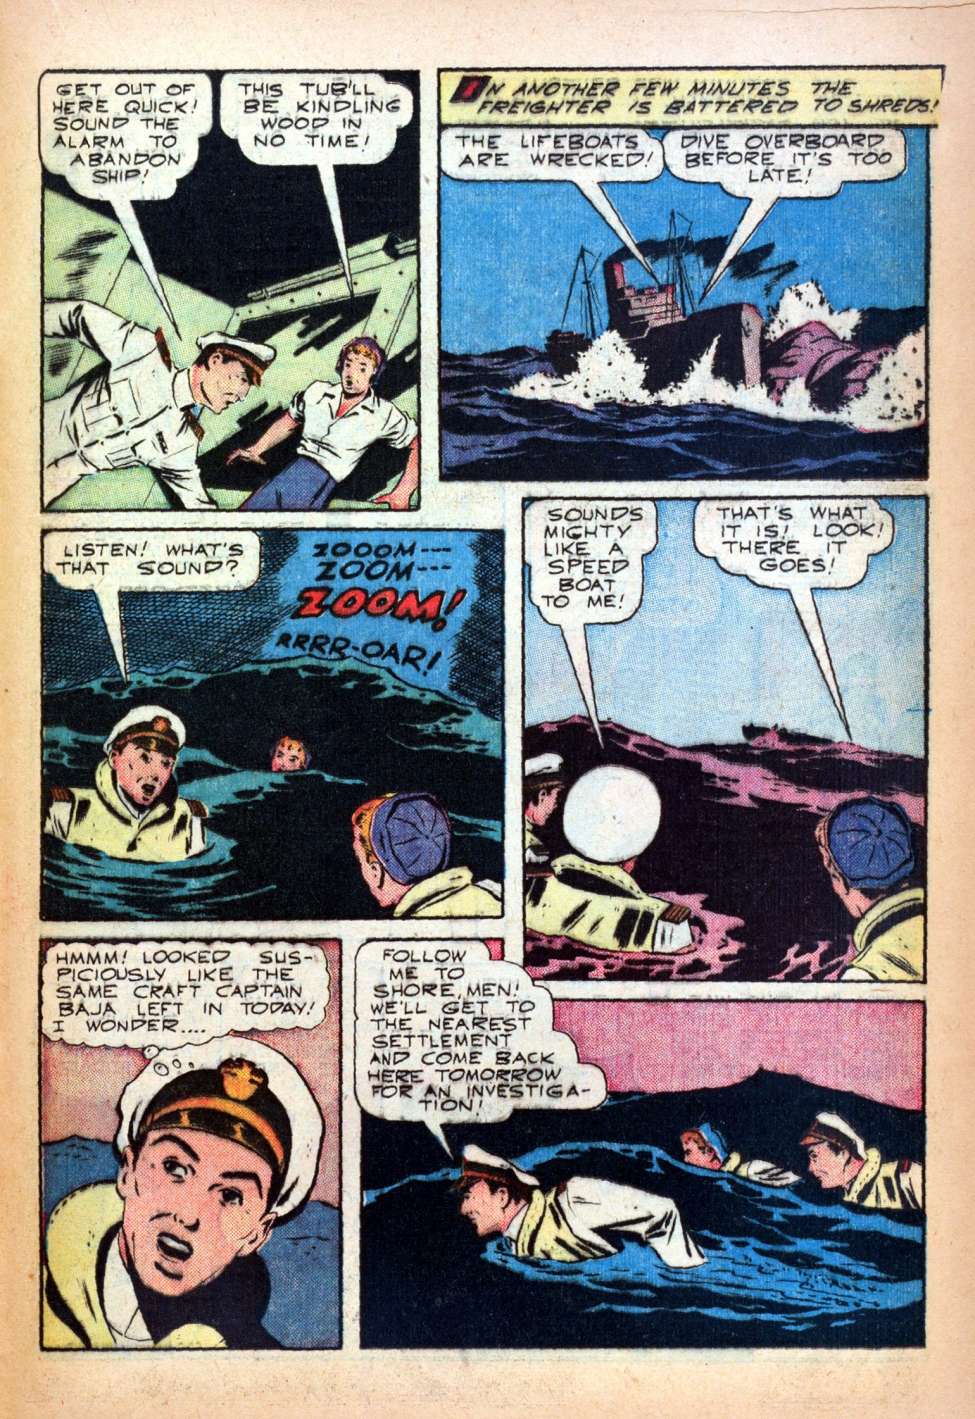 GET OUT OF
HERE QUICK!
SOUND THE
ALARM TO
ABANDON
SHIP!
THIS TUB'LL
BE KINDLING
WOOD IN
NO TIME!
IN ANOTHER FEW MINUTES THE
FREIGHTER IS BATTERED TO SHREDS!
THE LIFEBOATS
ARE WRECKED!
DIVE OVERBOARD
BEFORE IT'S TOO
LATE!
LISTEN! WHAT'S
THAT SOUND?
ZOOOM---
ZOOM---
ZOOM!
RRRR-OAR!
SOUNDS
MIGHTY
LIKE A
SPEED
BOAT
TO ME!
THAT'S WHAT
IT IS! LOOK!
THERE IT
GOES!
HMMM! LOOKED SUS-
PICIOUSLY LIKE THE
SAME CRAFT CAPTAIN
BAJA LEFT IN TODAY!
I WONDER....
FOLLOW
ME TO
SHORE, MEN!
WE'LL GET TO
THE NEAREST
SETTLEMENT
AND COME BACK
HERE TOMORROW
FOR AN INVESTIGA-
TION!